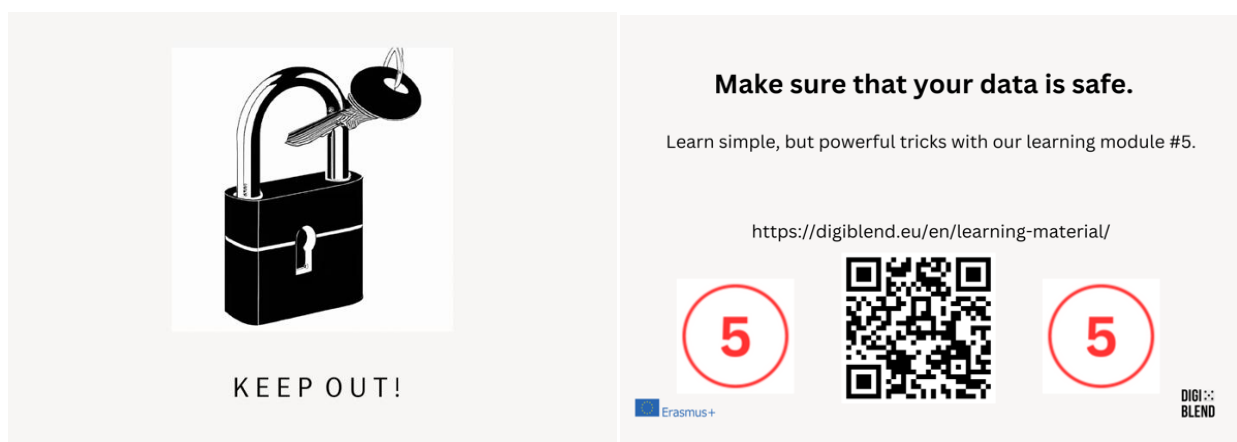 KEEP OUT!
Make sure that your data is safe.
Learn simple, but powerful tricks with our learning module #5.
https://digiblend.eu/en/learning-material/
5
5
Erasmus+
DIGI
BLEND